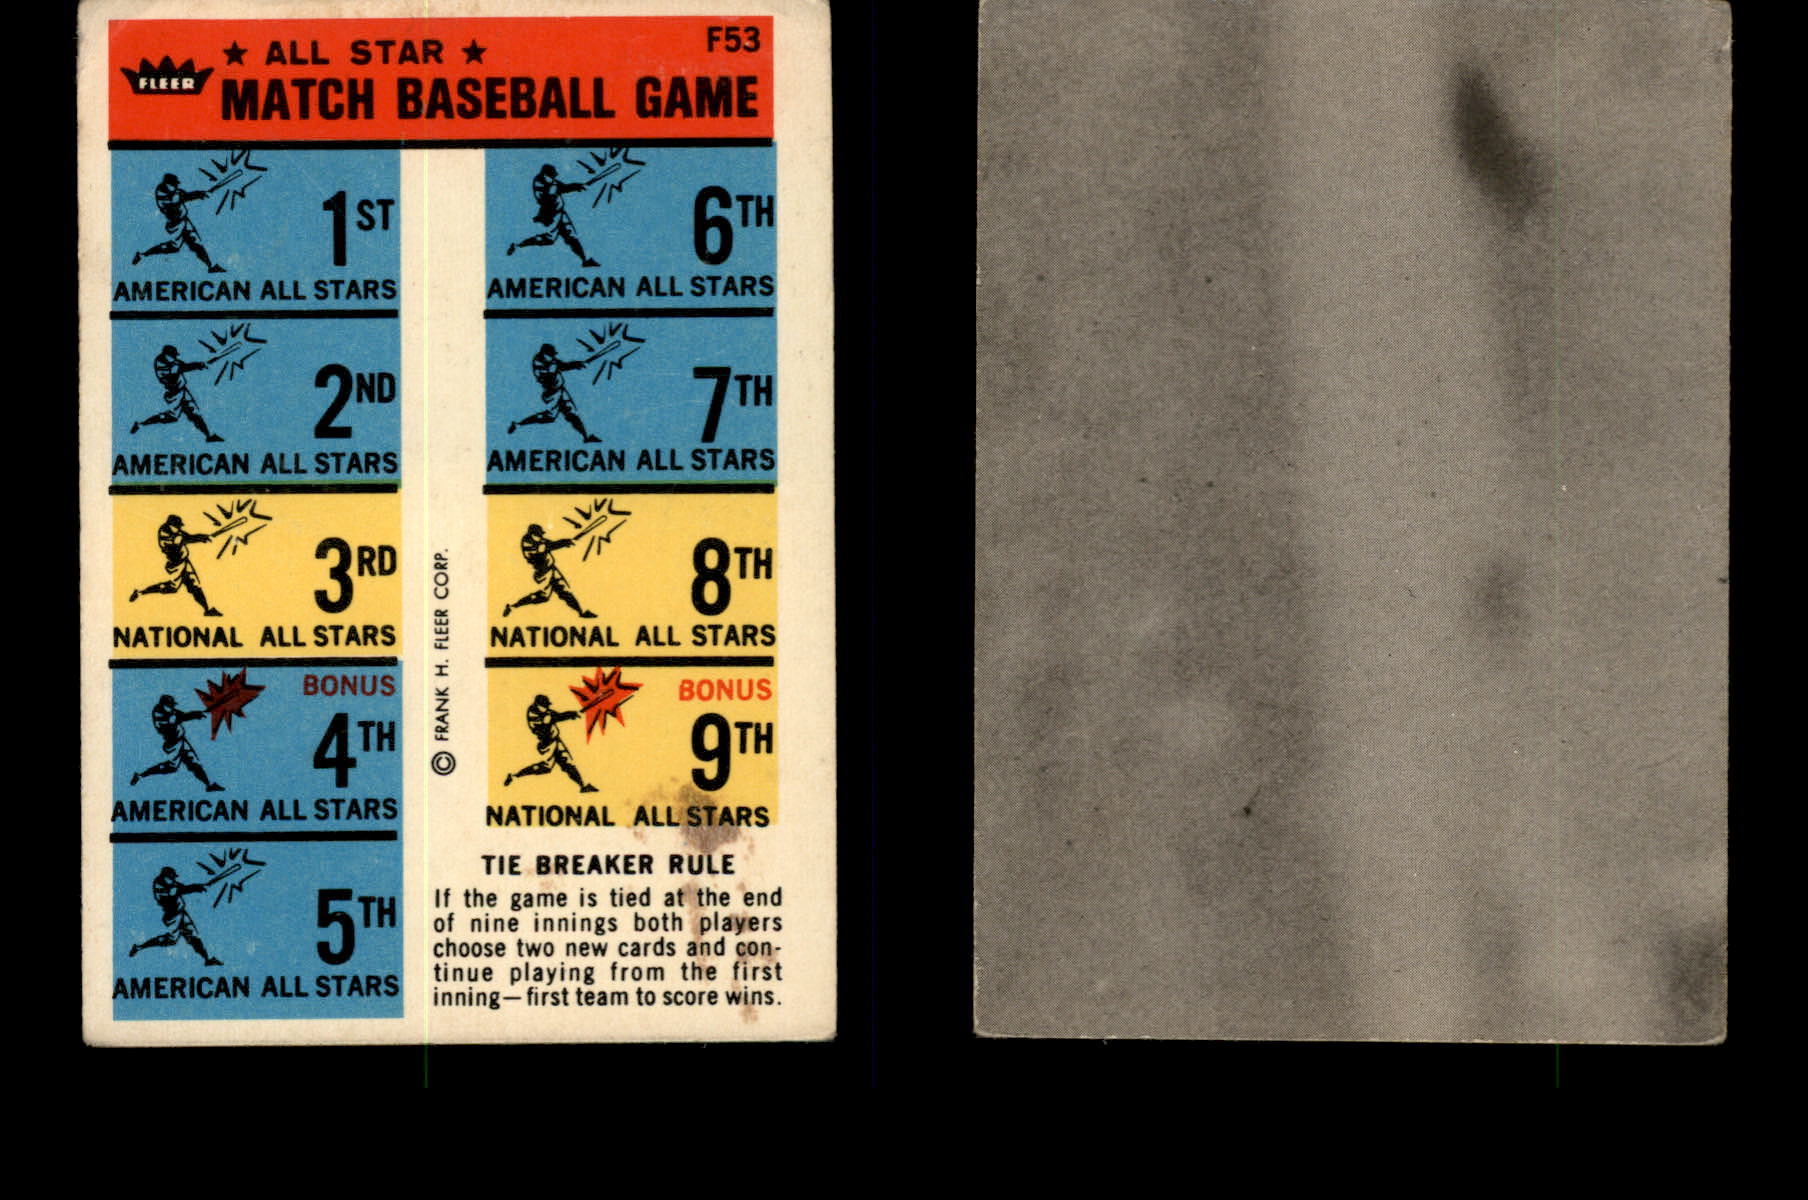 F53
★ ALL STAR ★
FLEER
MATCH BASEBALL GAME
1ST
AMERICAN ALL STARS
2ND
AMERICAN ALL STARS
3RD
NATIONAL ALL STARS
BONUS
4TH
AMERICAN ALL STARS
5TH
AMERICAN ALL STARS
© FRANK H. FLEER CORP.
6TH
AMERICAN ALL STARS
7TH
AMERICAN ALL STARS
8TH
NATIONAL ALL STARS
BONUS
9TH
NATIONAL ALL STARS
TIE BREAKER RULE
If the game is tied at the end
of nine innings both players
choose two new cards and con-
tinue playing from the first
inning—first team to score wins.